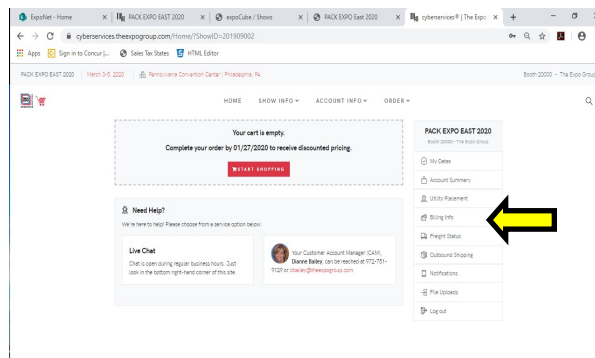 ExpoNet - Home
PACK EXPO EAST 2020
expoCube / Shows
PACK EXPO East 2020
cyberservices® | The Expo
cyberservices.theexpogroup.com/Home/?ShowID=201909002
Apps
Sign in to Concur |...
Sales Tax States
HTML Editor
PACK EXPO EAST 2020
March 3-5, 2020
Pennsylvania Convention Center | Philadelphia, PA
Booth 20000 - The Expo Group
HOME
SHOW INFO
ACCOUNT INFO
ORDER
Your cart is empty.
Complete your order by 01/27/2020 to receive discounted pricing.
START SHOPPING
Need Help?
We're here to help! Please choose from a service option below.
Live Chat
Chat is open during regular business hours. Just
look in the bottom right-hand corner of this site
Your Customer Account Manager (CAM),
Dianne Bailey, can be reached at 972-751-
9129 or dbailey@theexpogroup.com
PACK EXPO EAST 2020
Booth 20000 - The Expo Group
My Dates
Account Summary
Utility Placement
Billing Info
Freight Status
Outbound Shipping
Notifications
File Uploads
Log out